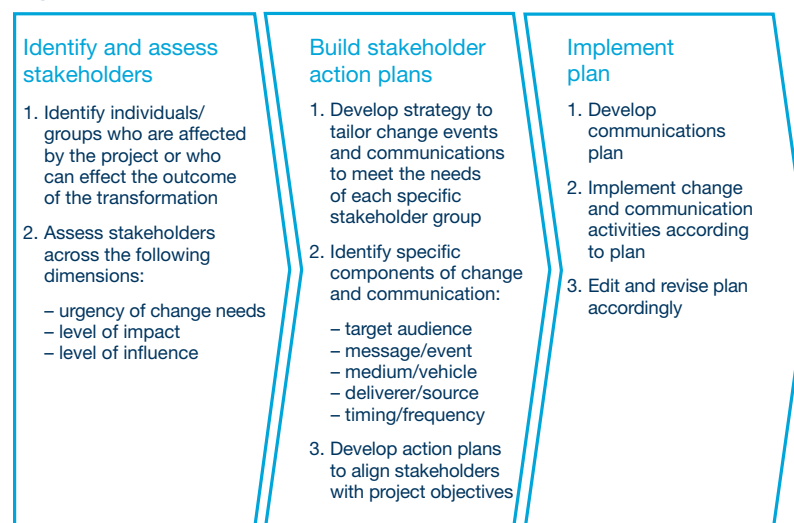 Identify and assess
stakeholders
1. Identify individuals/
groups who are affected
by the project or who
can effect the outcome
of the transformation
2. Assess stakeholders
across the following
dimensions:
– urgency of change needs
– level of impact
– level of influence
Build stakeholder
action plans
1. Develop strategy to
tailor change events
and communications
to meet the needs
of each specific
stakeholder group
2. Identify specific
components of change
and communication:
– target audience
– message/event
– medium/vehicle
– deliverer/source
– timing/frequency
3. Develop action plans
to align stakeholders
with project objectives
Implement
plan
1. Develop
communications
plan
2. Implement change
and communication
activities according
to plan
3. Edit and revise plan
accordingly